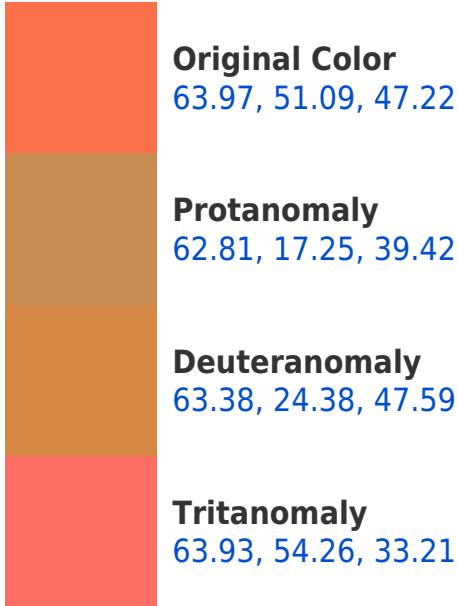 Original Color
63.97, 51.09, 47.22
Protanomaly
62.81, 17.25, 39.42
Deuteranomaly
63.38, 24.38, 47.59
Tritanomaly
63.93, 54.26, 33.21